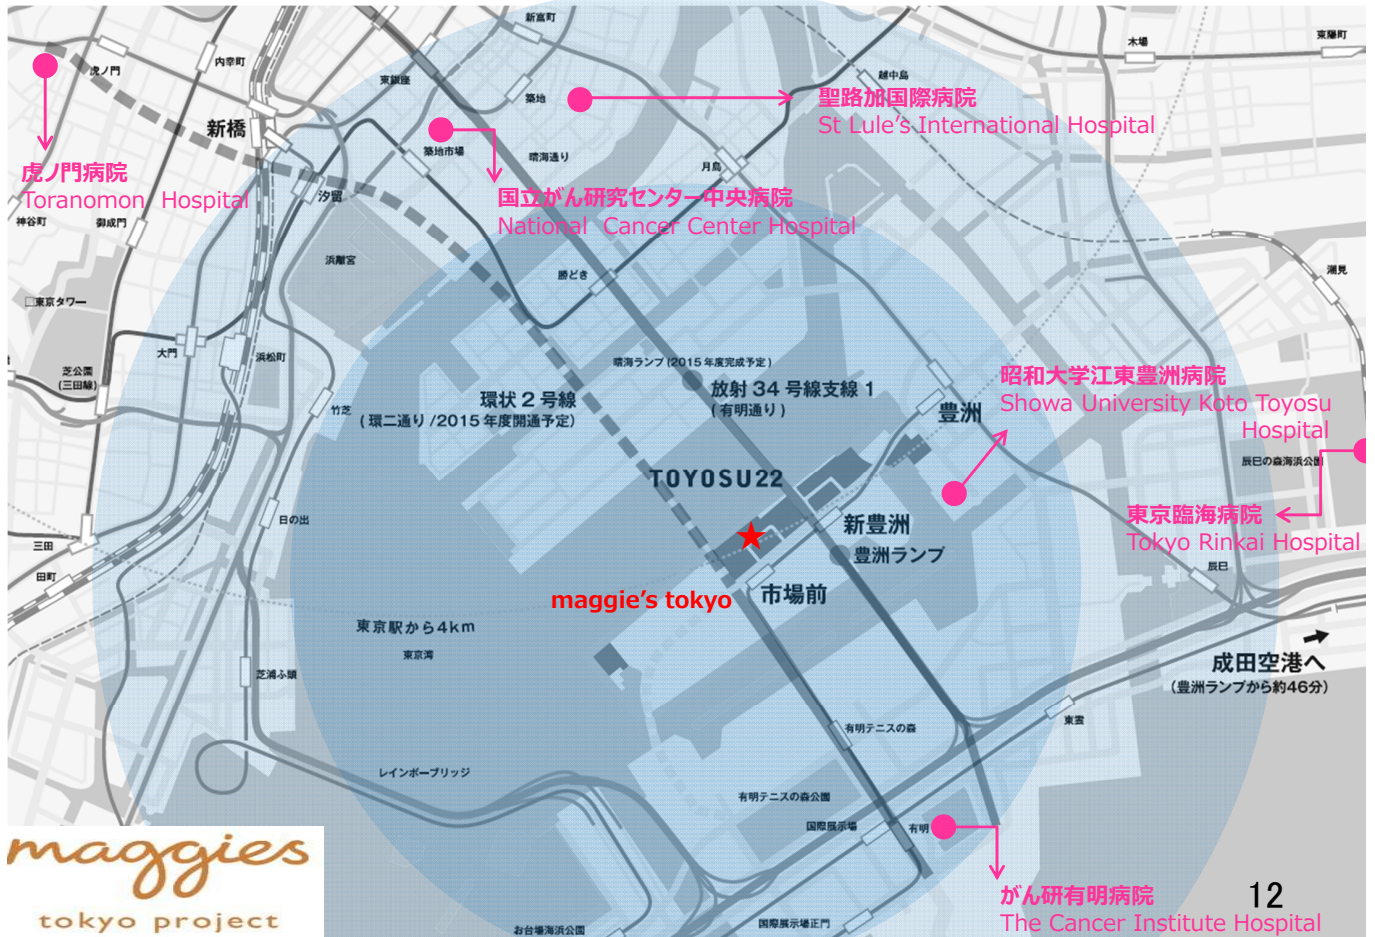 新富町
木場
東陽町
虎ノ門
内幸町
東銀座
築地
越中島
聖路加国際病院
St Lule's International Hospital
新橋
築地市場
晴海通り
月島
虎ノ門病院
Toranomon Hospital
国立がん研究センター中央病院
National Cancer Center Hospital
汐留
神谷町
御成門
浜離宮
勝どき
潮見
東京タワー
大門
浜松町
芝公園
(三田線)
竹芝
晴海ランプ(2015年度完成予定)
放射34号線支線1
(有明通り)
環状2号線
(環二通り/2015年度開通予定)
昭和大学江東豊洲病院
Showa University Koto Toyosu
Hospital
豊洲
辰巳の森海浜公園
TOYOSU22
日の出
新豊洲
豊洲ランプ
東京臨海病院
Tokyo Rinkai Hospital
三田
田町
辰巳
maggie's tokyo
市場前
東京駅から4km
東京湾
芝浦ふ頭
成田空港へ
(豊洲ランプから約46分)
東雲
有明テニスの森
レインボーブリッジ
有明テニスの森公園
国際展示場
有明
maggies
tokyo project
がん研有明病院
The Cancer Institute Hospital
12
お台場海浜公園
国際展示場正門